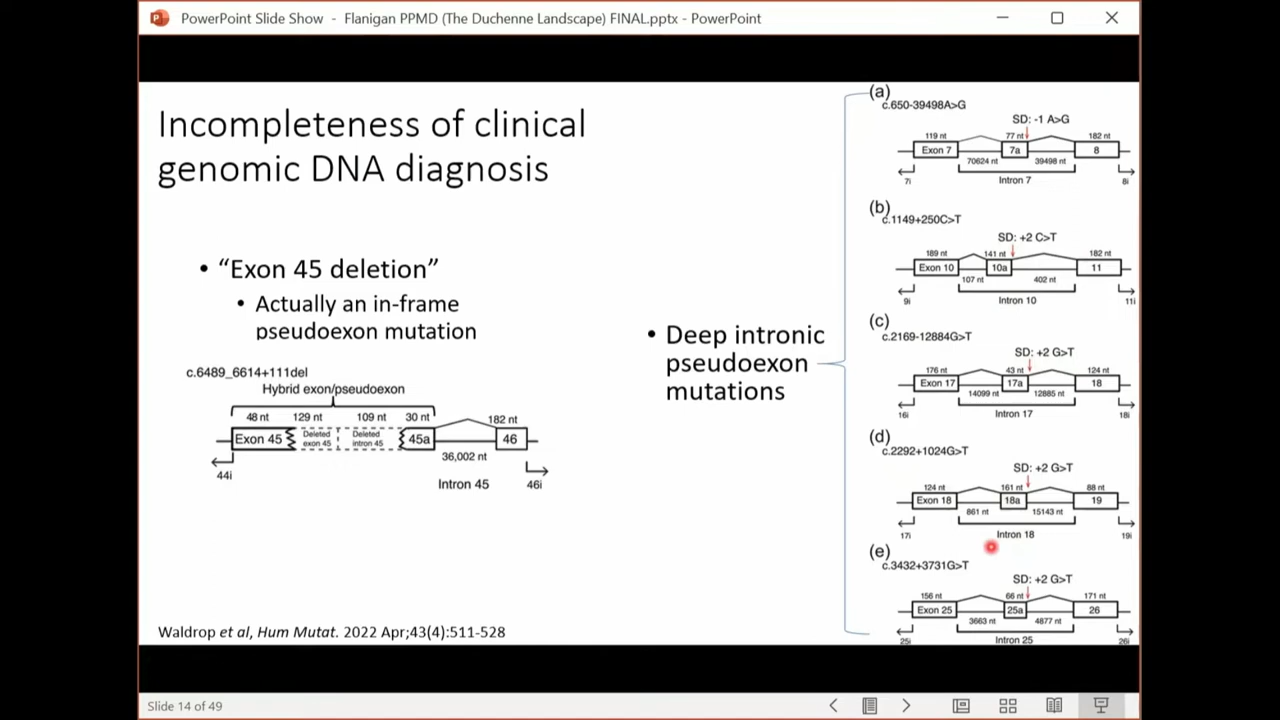 PowerPoint Slide Show - Flanigan PPMD (The Duchenne Landscape) FINAL.pptx - PowerPoint
Incompleteness of clinical
genomic DNA diagnosis
• “Exon 45 deletion”
• Actually an in-frame
pseudoexon mutation
c.6489_6614+111del
Hybrid exon/pseudoexon
48 nt 129 nt 109 nt 30 nt 182 nt
Exon 45 Deleted exon 45 Deleted intron 45 45a 46
36,002 nt
44i Intron 45 46i
• Deep intronic
pseudoexon
mutations
(a)
c.650-39498A>G
SD: -1 A>G
119 nt 77 nt 182 nt
Exon 7 7a 8
70624 nt 39498 nt
7i Intron 7 8i
(b)
c.1149+250C>T
SD: +2 C>T
189 nt 141 nt 182 nt
Exon 10 10a 11
107 nt 402 nt
9i Intron 10 11i
(c)
c.2169-12884G>T
SD: +2 G>T
176 nt 43 nt 124 nt
Exon 17 17a 18
14099 nt 12885 nt
16i Intron 17 18i
(d)
c.2292+1024G>T
SD: +2 G>T
124 nt 161 nt 88 nt
Exon 18 18a 19
861 nt 15143 nt
17i Intron 18 19i
(e)
c.3432+3731G>T
SD: +2 G>T
156 nt 66 nt 171 nt
Exon 25 25a 26
3663 nt 4877 nt
25i Intron 25 26i
Waldrop et al, Hum Mutat. 2022 Apr;43(4):511-528
Slide 14 of 49